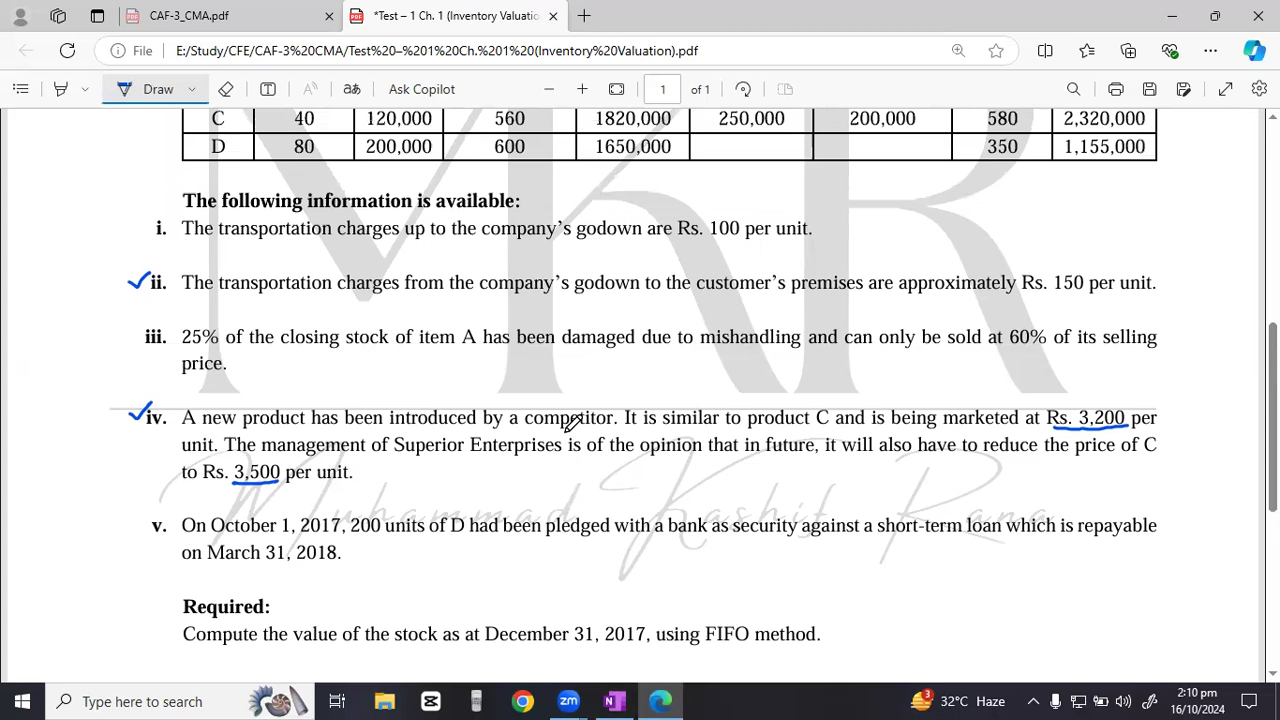 CAF-3_CMA.pdf
*Test – 1 Ch. 1 (Inventory Valuatio
File
E:/Study/CFE/CAF-3%20CMA/Test%20–%201%20Ch.%201%20(Inventory%20Valuation).pdf
Draw
Ask Copilot
1 of 1
C 40 120,000 560 1820,000 250,000 200,000 580 2,320,000
D 80 200,000 600 1650,000 350 1,155,000
The following information is available:
i. The transportation charges up to the company’s godown are Rs. 100 per unit.
ii. The transportation charges from the company’s godown to the customer’s premises are approximately Rs. 150 per unit.
iii. 25% of the closing stock of item A has been damaged due to mishandling and can only be sold at 60% of its selling
price.
iv. A new product has been introduced by a competitor. It is similar to product C and is being marketed at Rs. 3,200 per
unit. The management of Superior Enterprises is of the opinion that in future, it will also have to reduce the price of C
to Rs. 3,500 per unit.
v. On October 1, 2017, 200 units of D had been pledged with a bank as security against a short-term loan which is repayable
on March 31, 2018.
Required:
Compute the value of the stock as at December 31, 2017, using FIFO method.
MKR
Muhammad Kashif Rana
Type here to search
3
32°C Haze
2:10 pm
16/10/2024